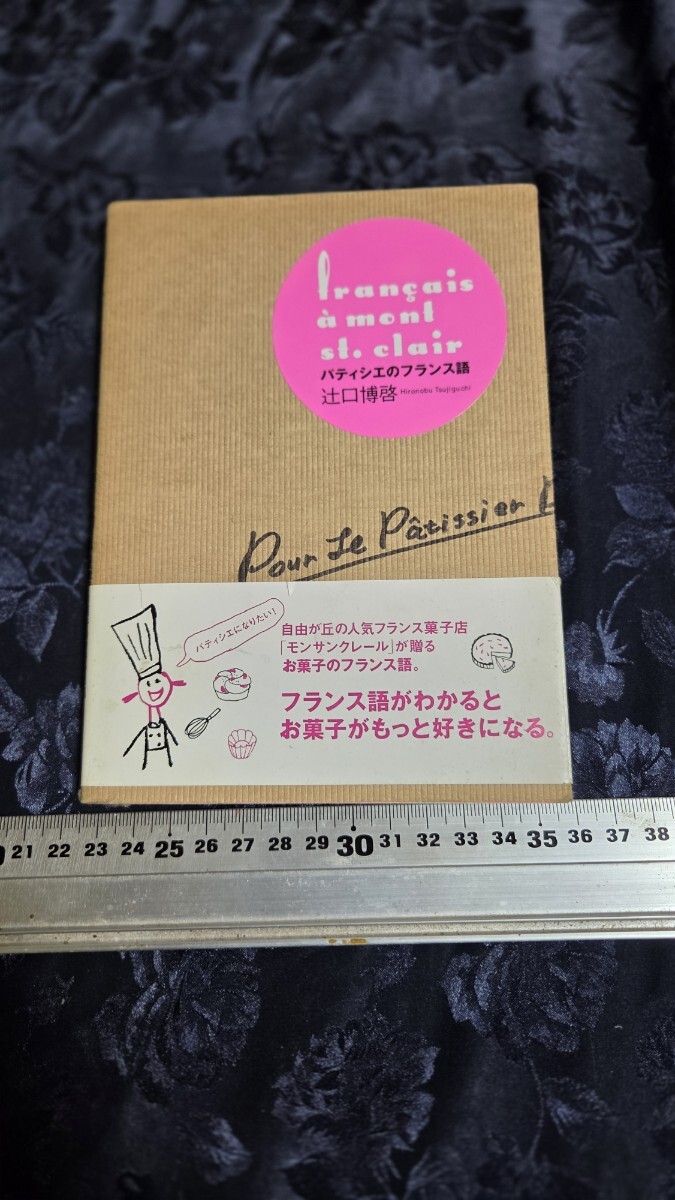 français
à mont
st. clair
パティシエのフランス語
辻口博啓 Hironobu Tsujiguchi
Pour Le Pâtissier
パティシエになりたい!
自由が丘の人気フランス菓子店
「モンサンクレール」が贈る
お菓子のフランス語。
フランス語がわかると
お菓子がもっと好きになる。
21 22 23 24 25 26 27 28 29 30 31 32 33 34 35 36 37 38